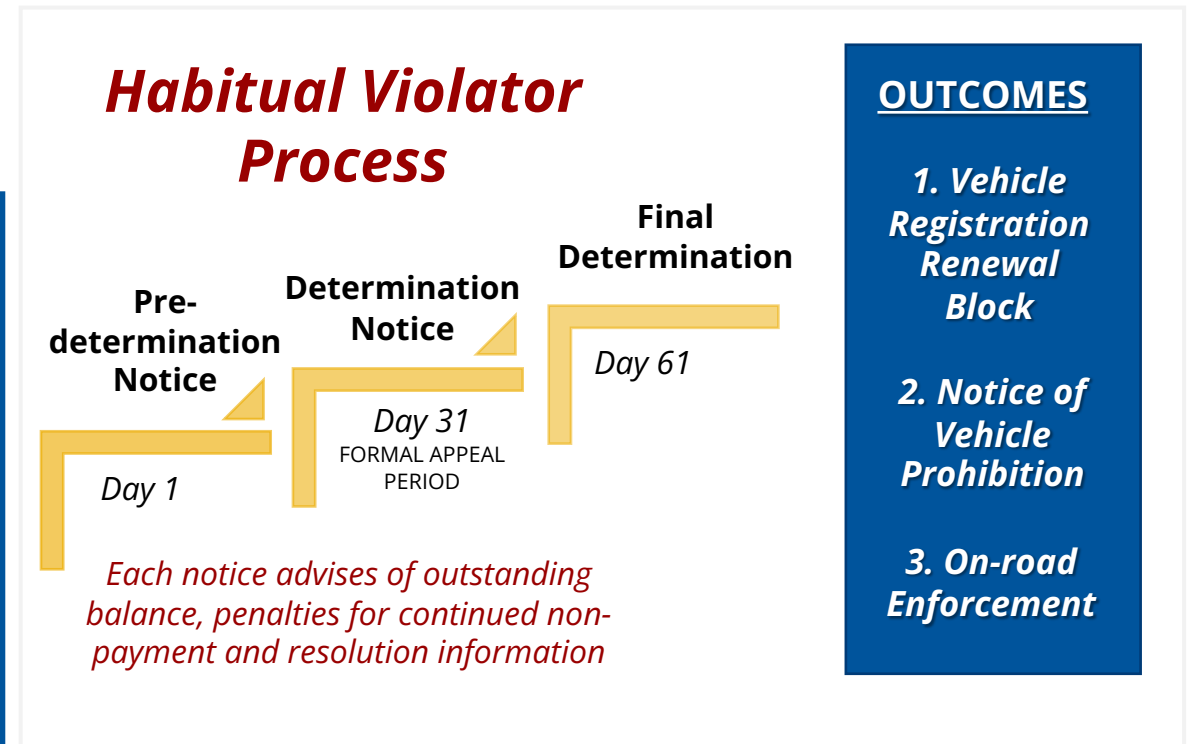 Habitual Violator
Process
Pre-
determination
Notice
Day 1
Determination
Notice
Day 31
FORMAL APPEAL
PERIOD
Final
Determination
Day 61
Each notice advises of outstanding
balance, penalties for continued non-
payment and resolution information
OUTCOMES
1. Vehicle
Registration
Renewal
Block
2. Notice of
Vehicle
Prohibition
3. On-road
Enforcement